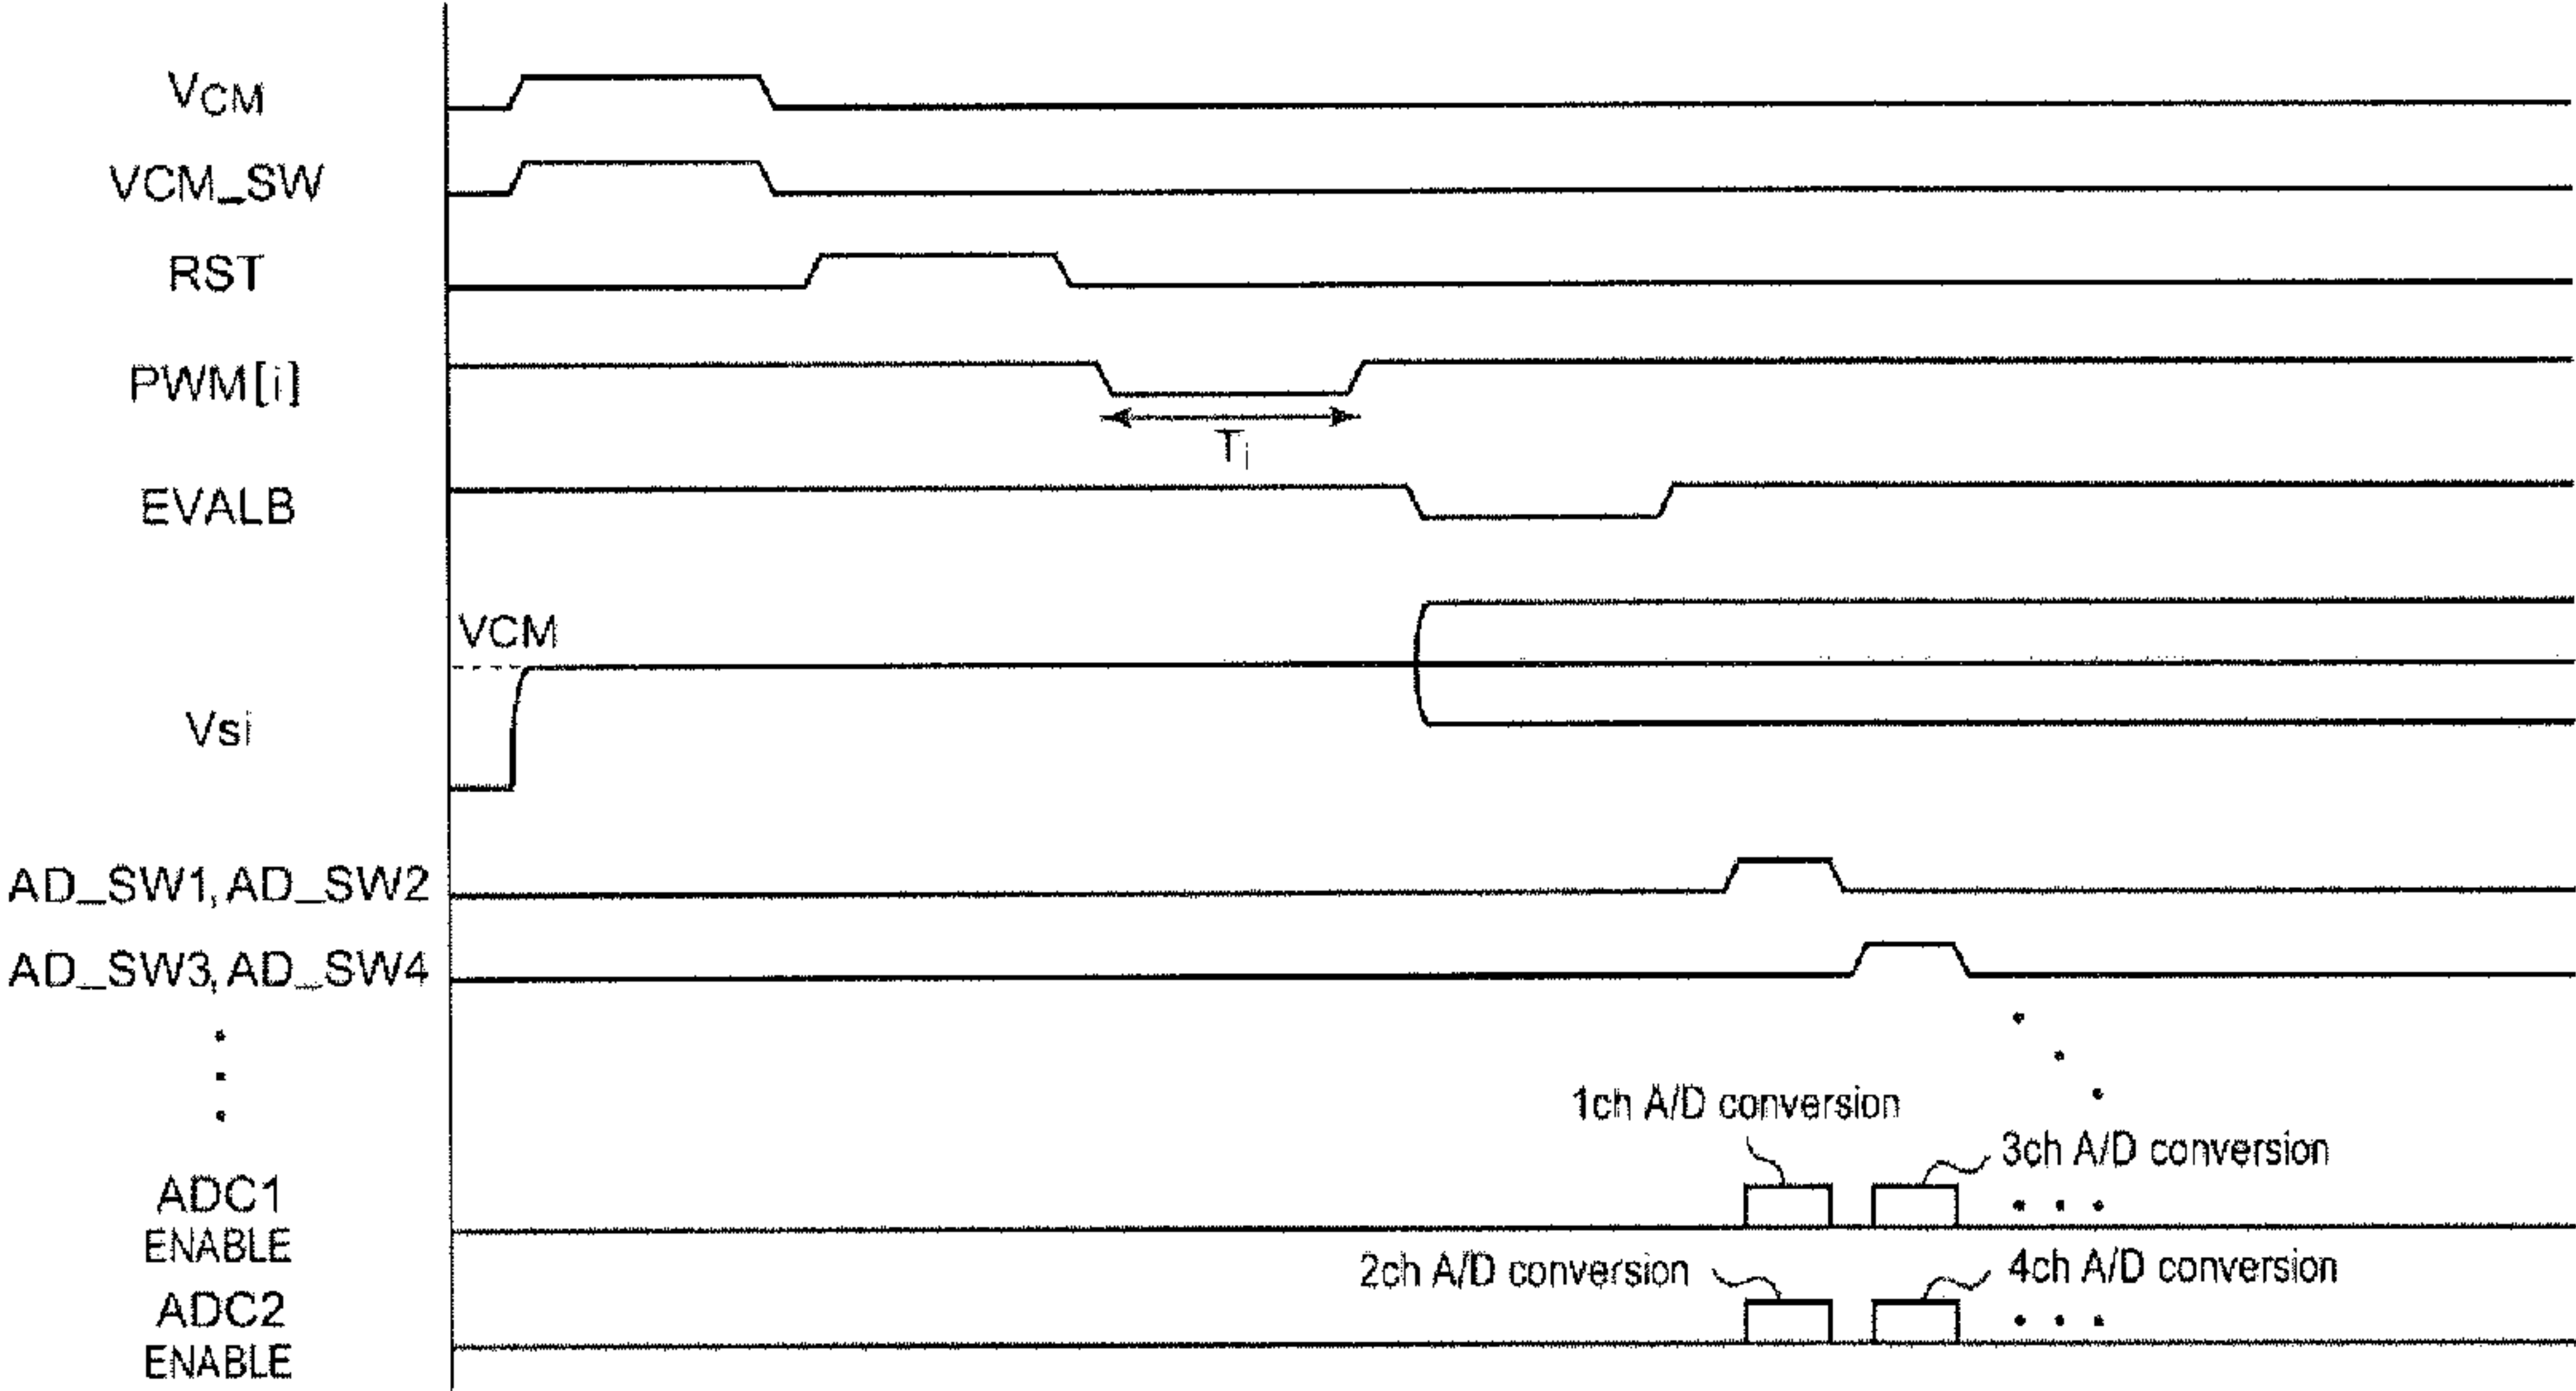 VCM
VCM_SW
RST
PWM[i]
Ti
EVALB
VCM
Vsi
AD_SW1, AD_SW2
AD_SW3, AD_SW4
1ch A/D conversion
3ch A/D conversion
ADC1
ENABLE
2ch A/D conversion
4ch A/D conversion
ADC2
ENABLE